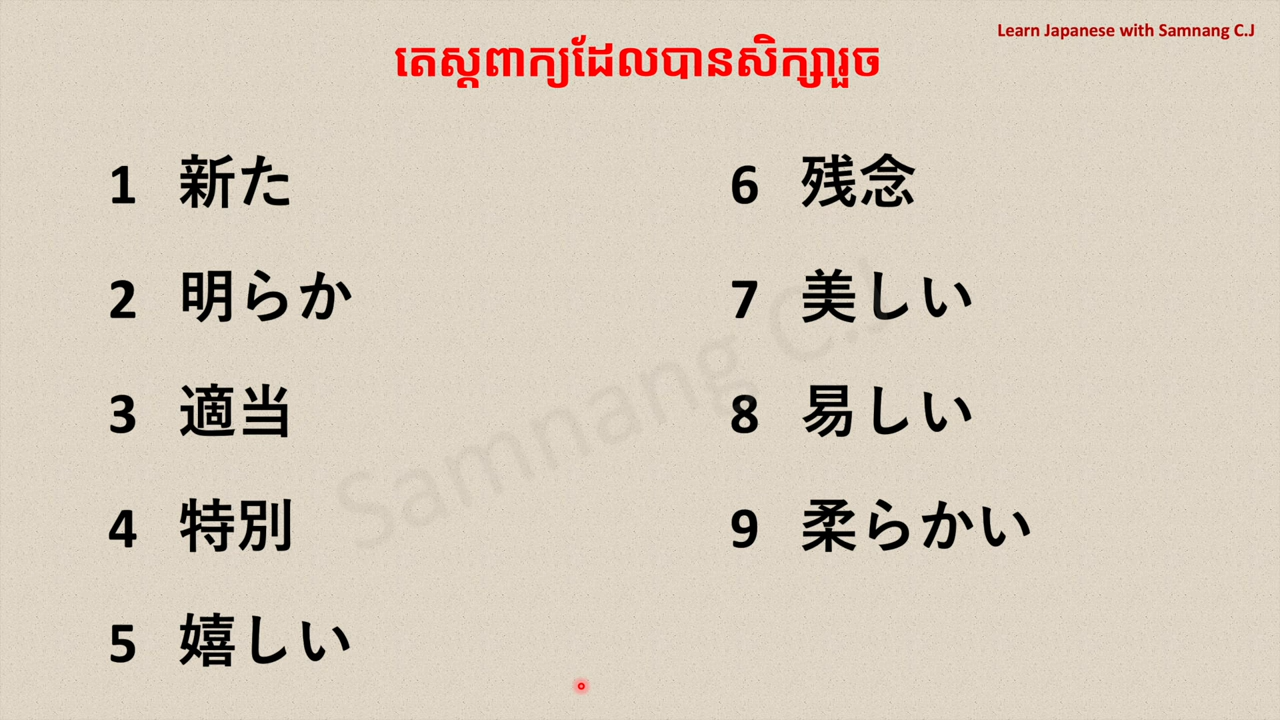 Learn Japanese with Samnang C.J
តេស្តពាក្យដែលបានសិក្សារួច
1 新た
2 明らか
3 適当
4 特別
5 嬉しい
6 残念
7 美しい
8 易しい
9 柔らかい
Samnang C.J